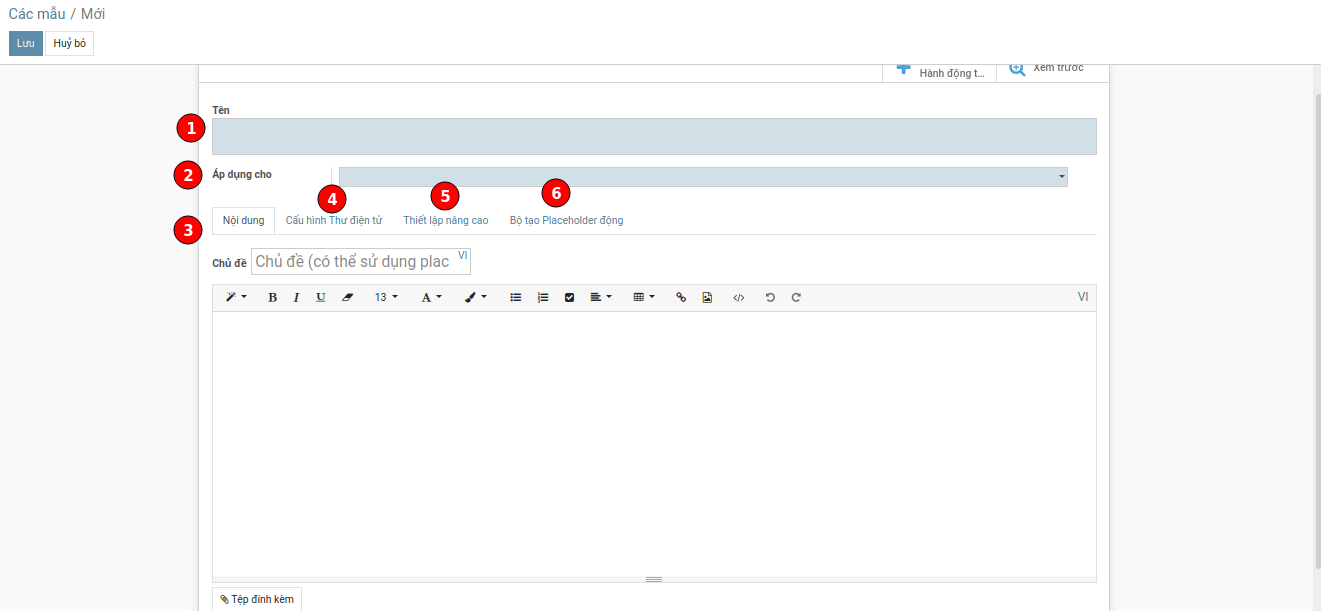 Các mẫu / Mới
Lưu Huỷ bỏ
Hành động t... Xem trước
Tên
1
2 Áp dụng cho
4 5 6
3 Nội dung Cấu hình Thư điện tử Thiết lập nâng cao Bộ tạo Placeholder động
Chủ đề Chủ đề (có thể sử dụng plac VI
B I U 13 A VI
Tệp đính kèm